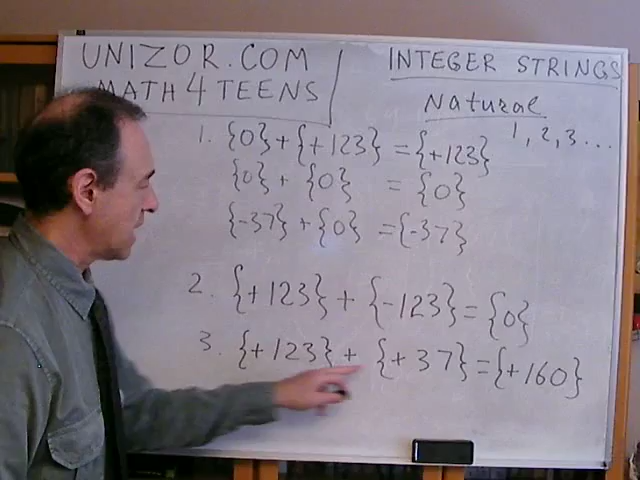 UNIZOR.COM
MATH 4 TEENS
INTEGER STRINGS
Natural
1, 2, 3 ...
1. {0} + {+123} = {+123}
{0} + {0} = {0}
{-37} + {0} = {-37}
2. {+123} + {-123} = {0}
3. {+123} + {+37} = {+160}